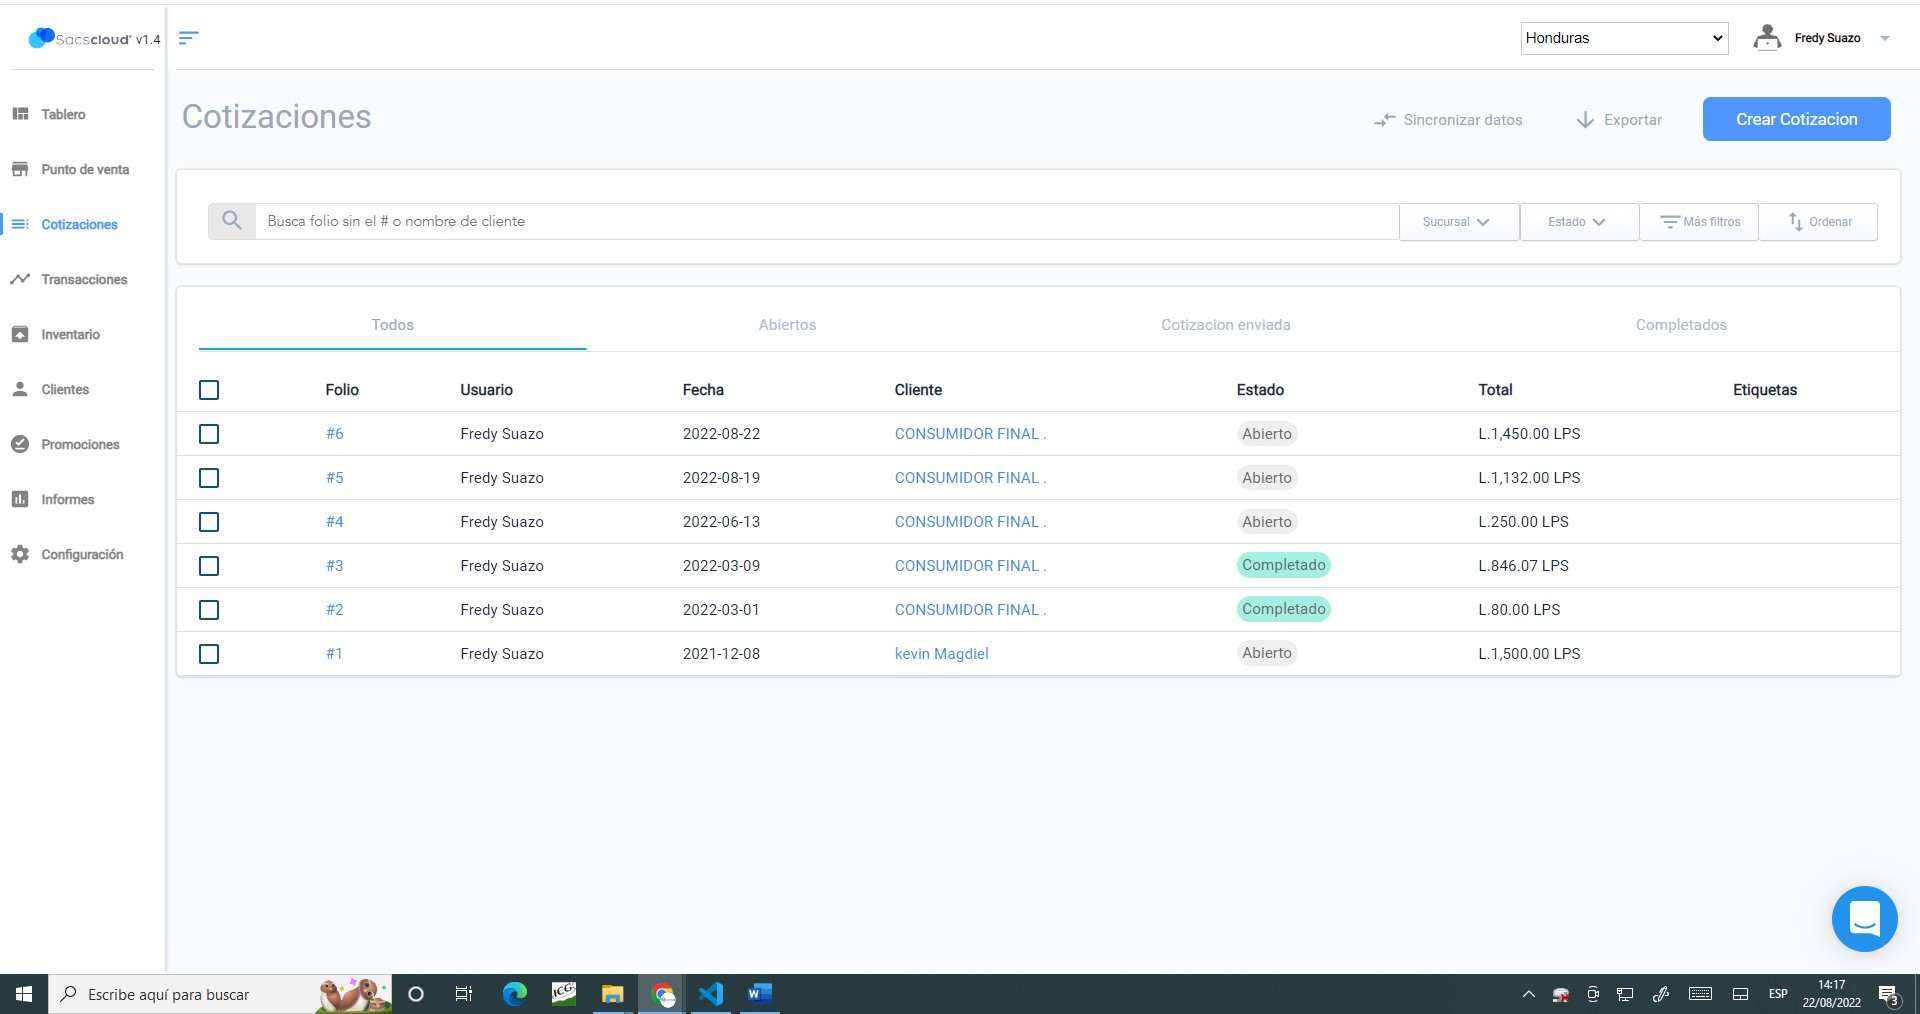 Sacscloud® v1.4
Honduras
Fredy Suazo
Tablero
Punto de venta
Cotizaciones
Transacciones
Inventario
Clientes
Promociones
Informes
Configuración
Cotizaciones
Sincronizar datos
Exportar
Crear Cotizacion
Busca folio sin el # o nombre de cliente
Sucursal
Estado
Más filtros
Ordenar
Todos Abiertos Cotizacion enviada Completados
Folio Usuario Fecha Cliente Estado Total Etiquetas
#6 Fredy Suazo 2022-08-22 CONSUMIDOR FINAL . Abierto L.1,450.00 LPS
#5 Fredy Suazo 2022-08-19 CONSUMIDOR FINAL . Abierto L.1,132.00 LPS
#4 Fredy Suazo 2022-06-13 CONSUMIDOR FINAL . Abierto L.250.00 LPS
#3 Fredy Suazo 2022-03-09 CONSUMIDOR FINAL . Completado L.846.07 LPS
#2 Fredy Suazo 2022-03-01 CONSUMIDOR FINAL . Completado L.80.00 LPS
#1 Fredy Suazo 2021-12-08 kevin Magdiel Abierto L.1,500.00 LPS
Escribe aquí para buscar
ICG
W
ESP
14:17
22/08/2022
3